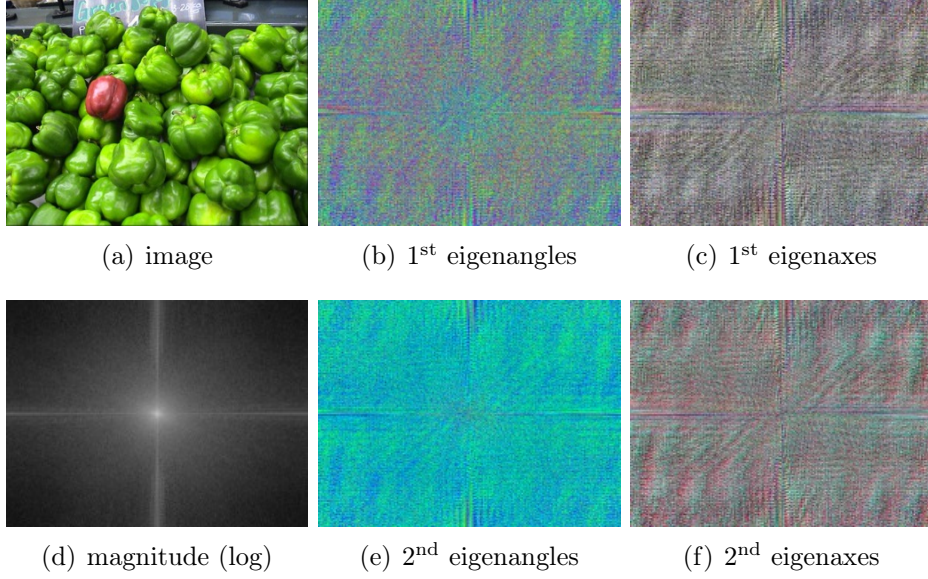 (a) image
(b) 1st eigenangles
(c) 1st eigenaxes
(d) magnitude (log)
(e) 2nd eigenangles
(f) 2nd eigenaxes